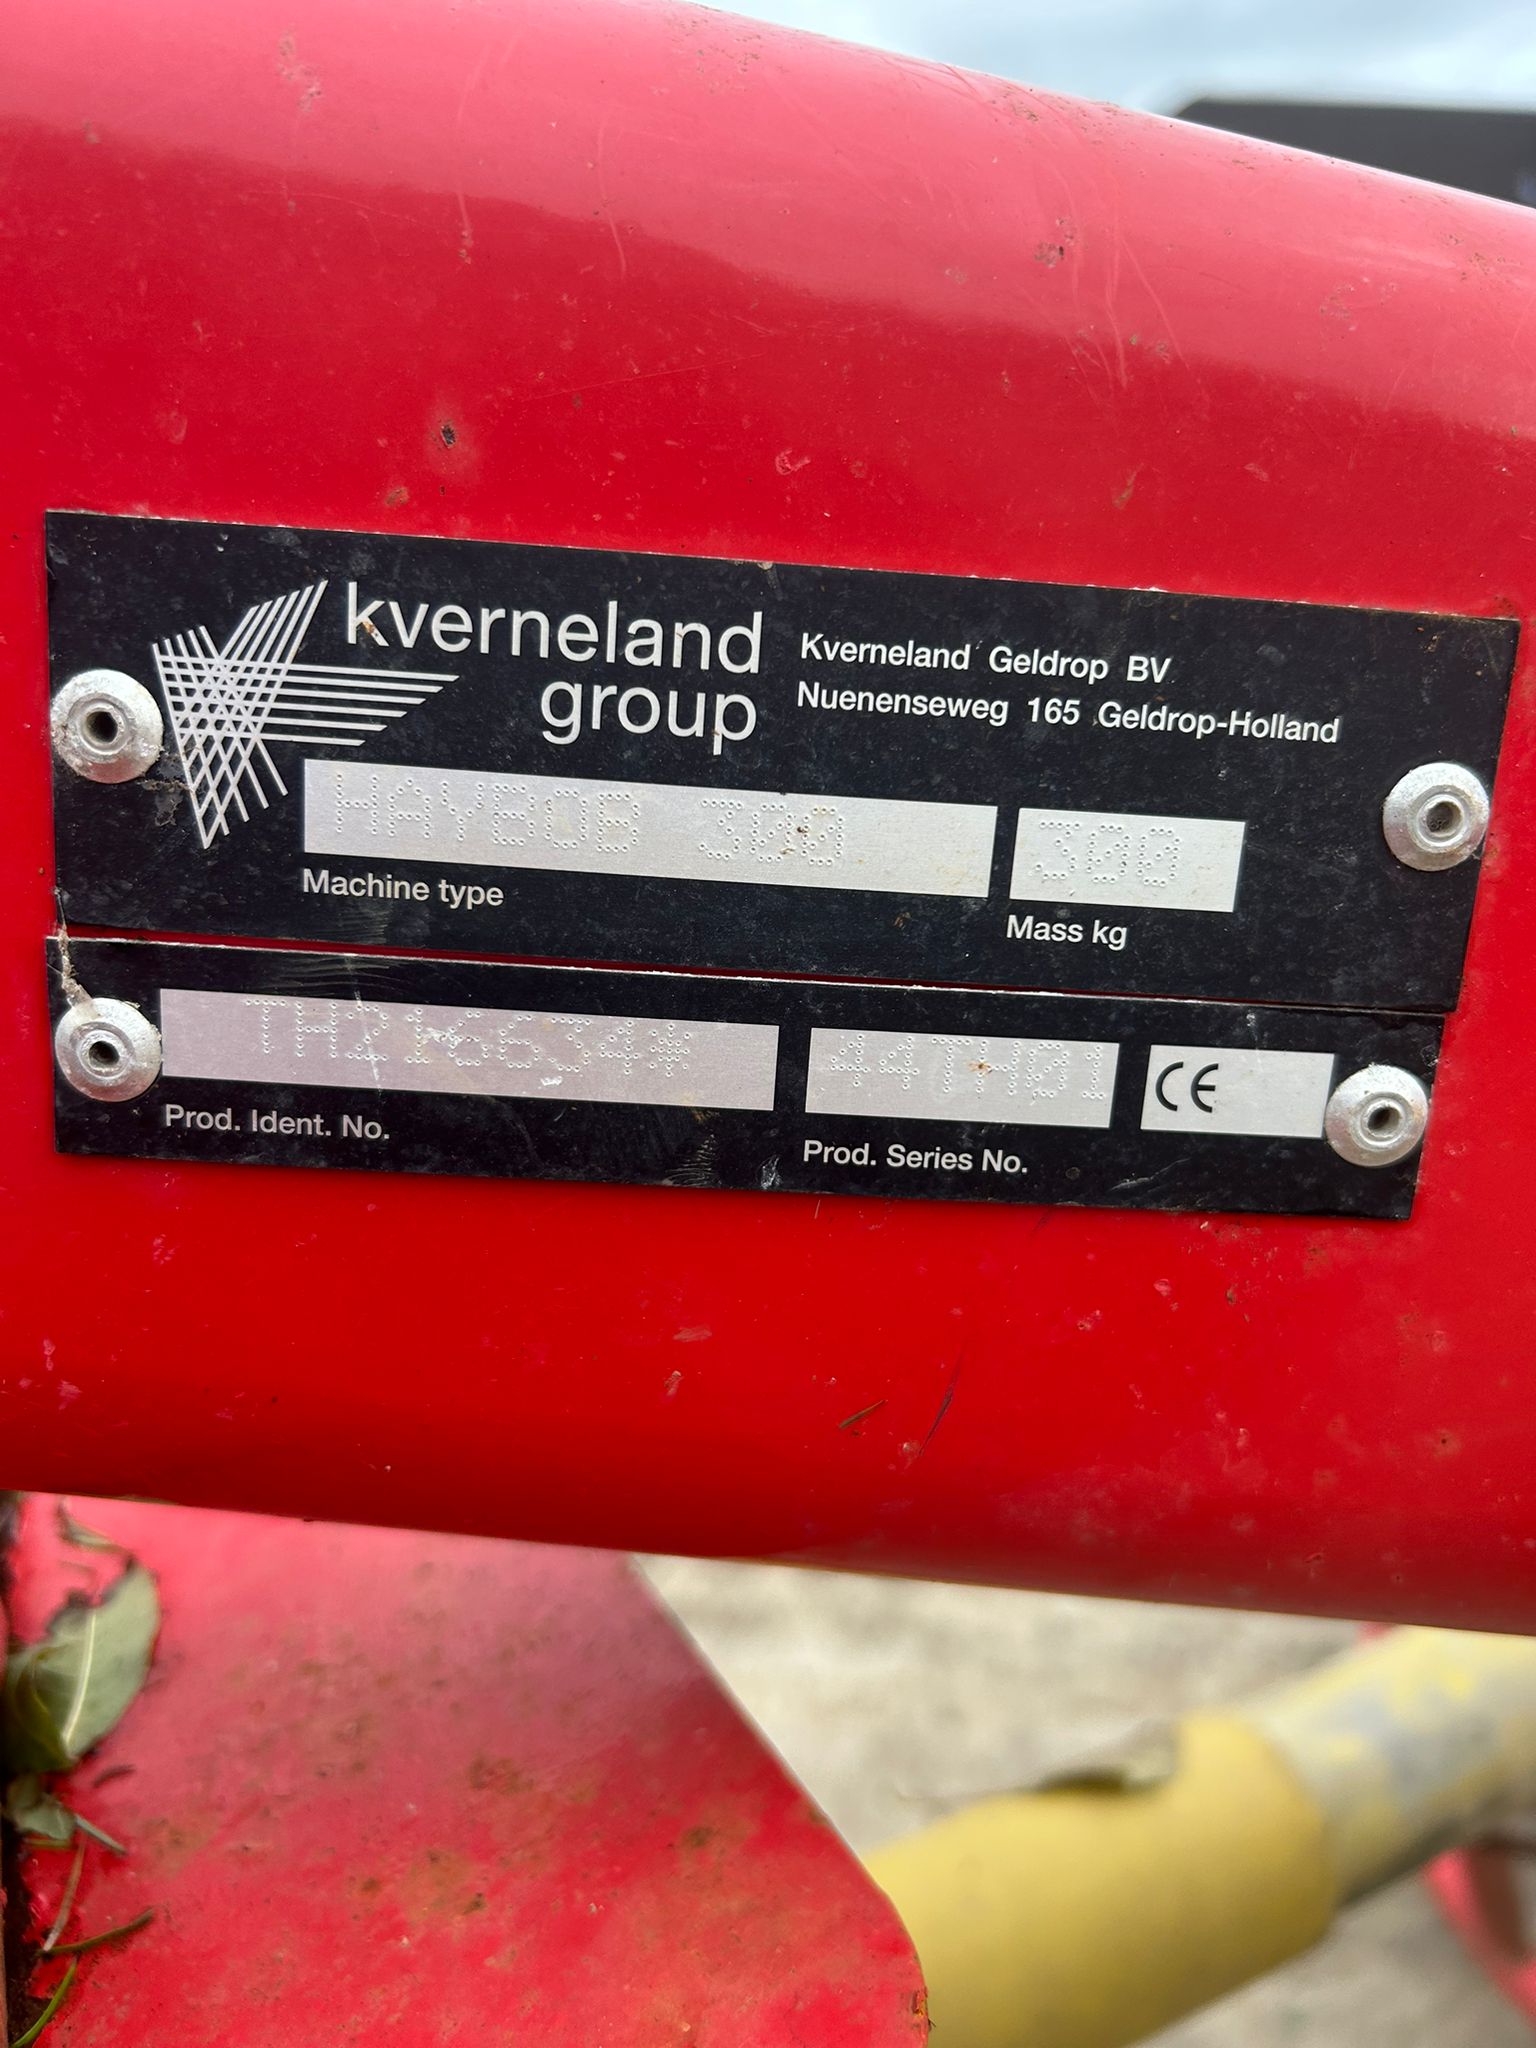 kverneland
group
Kverneland Geldrop BV
Nuenenseweg 165 Geldrop-Holland
HAYBOB 300
300
Machine type
Mass kg
TH216634#
44TH01
CE
Prod. Ident. No.
Prod. Series No.